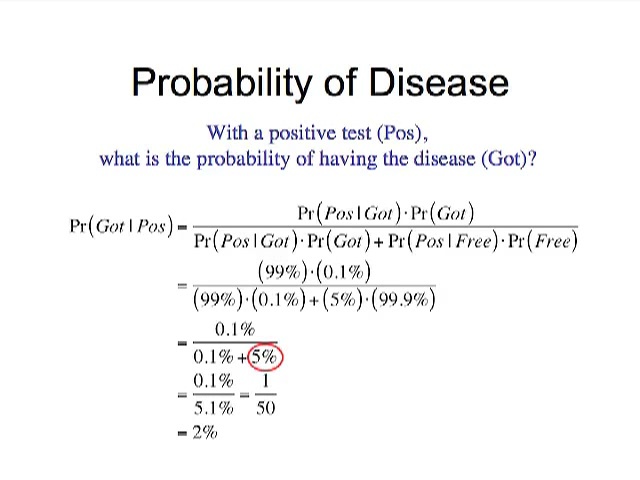 Probability of Disease
With a positive test (Pos),
what is the probability of having the disease (Got)?
Pr(Got | Pos) = Pr(Pos | Got)·Pr(Got) / Pr(Pos | Got)·Pr(Got) + Pr(Pos | Free)·Pr(Free)
= (99%)·(0.1%) / (99%)·(0.1%) + (5%)·(99.9%)
= 0.1% / 0.1% + 5%
= 0.1% / 5.1% = 1 / 50
= 2%